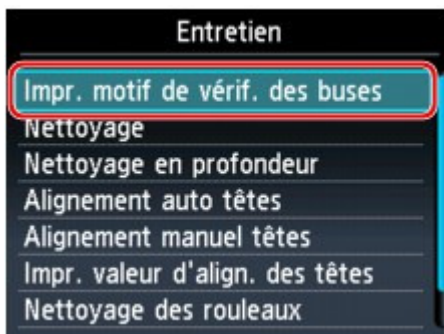 Entretien
Impr. motif de vérif. des buses
Nettoyage
Nettoyage en profondeur
Alignement auto têtes
Alignement manuel têtes
Impr. valeur d'align. des têtes
Nettoyage des rouleaux